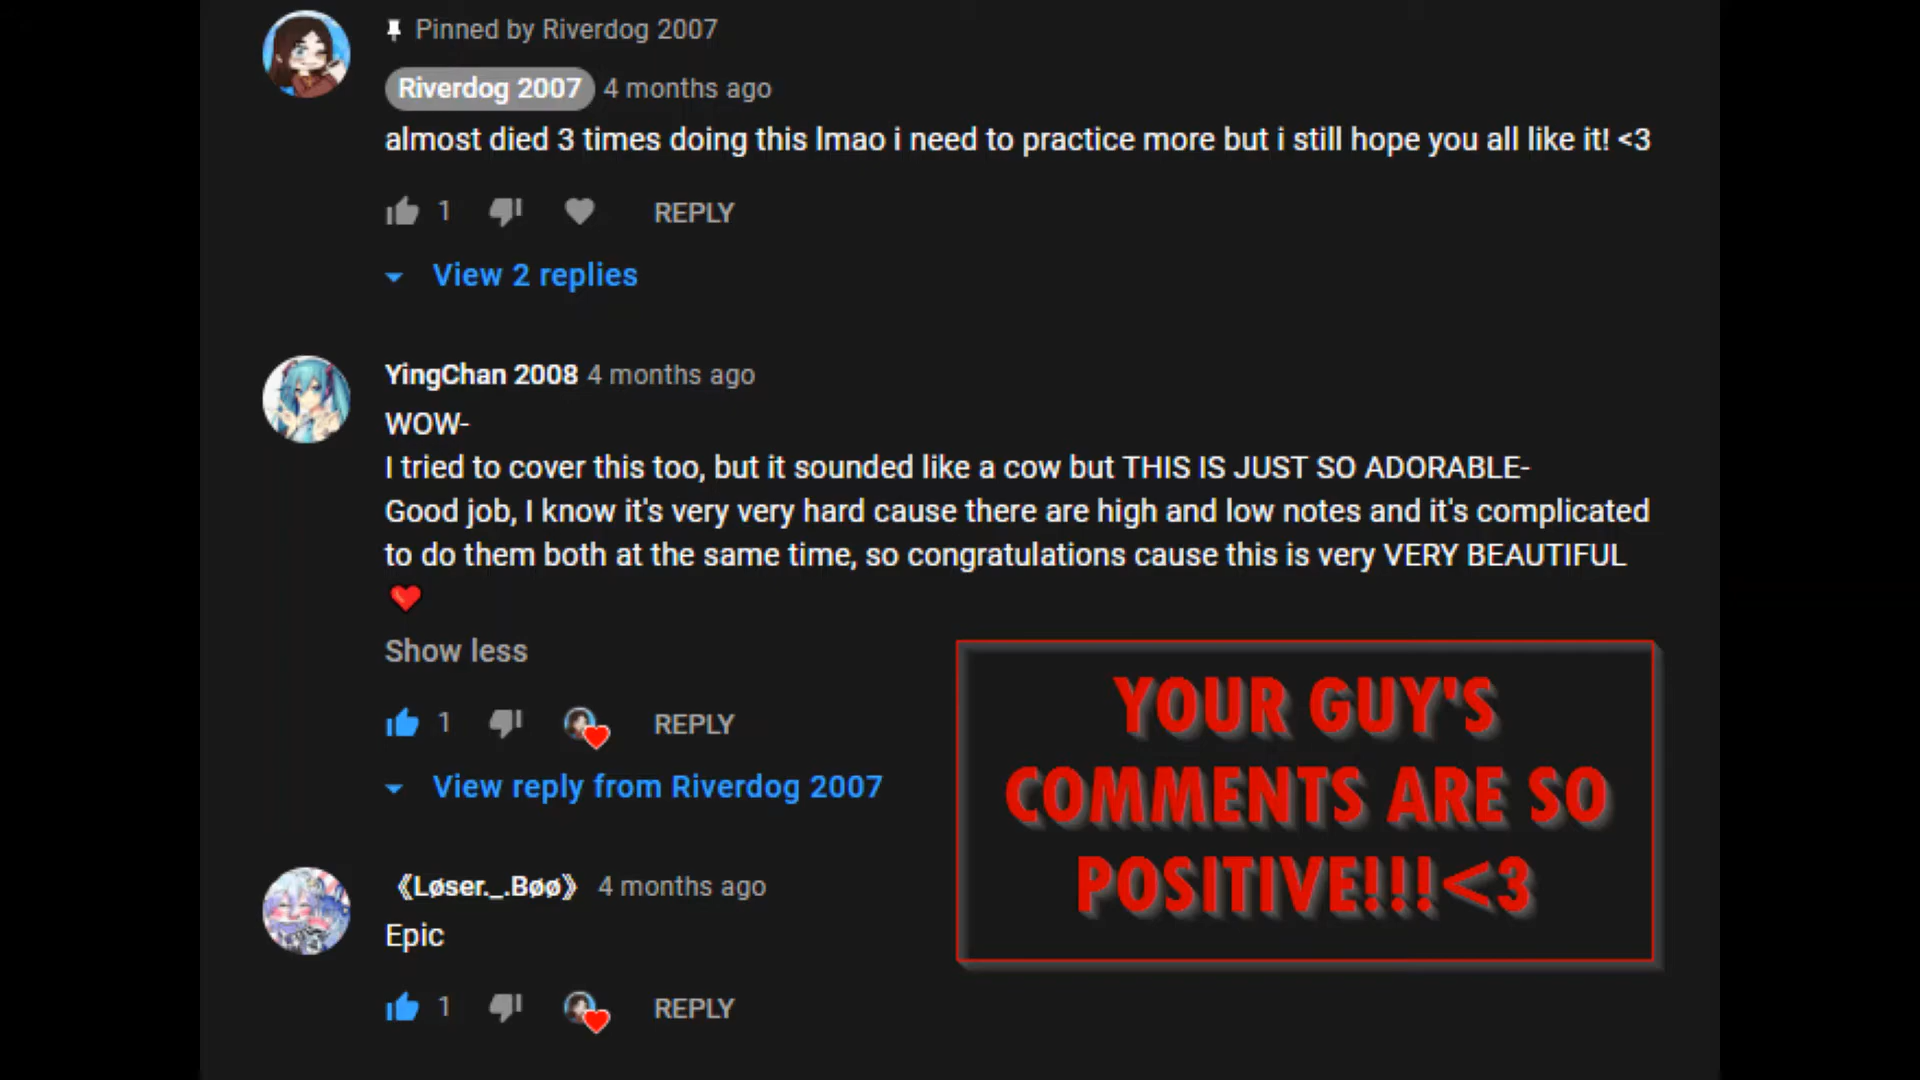 Pinned by Riverdog 2007
Riverdog 2007 4 months ago
almost died 3 times doing this lmao i need to practice more but i still hope you all like it! <3
1 REPLY
View 2 replies
YingChan 2008 4 months ago
WOW-
I tried to cover this too, but it sounded like a cow but THIS IS JUST SO ADORABLE-
Good job, I know it's very very hard cause there are high and low notes and it's complicated
to do them both at the same time, so congratulations cause this is very VERY BEAUTIFUL
❤️
Show less
1 REPLY
View reply from Riverdog 2007
《Løser._.Bøø》 4 months ago
Epic
1 REPLY
YOUR GUY'S
COMMENTS ARE SO
POSITIVE!!!<3